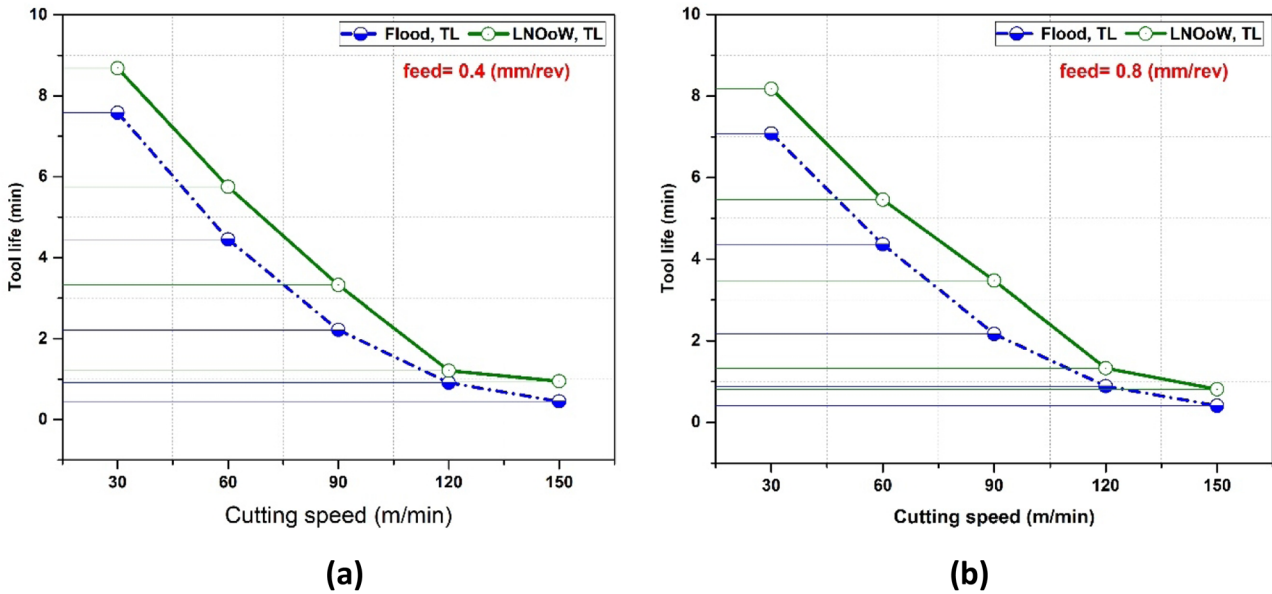 Flood, TL LNOoW, TL
feed= 0.4 (mm/rev)
10
8
6
4
2
0
Tool life (min)
30 60 90 120 150
Cutting speed (m/min)
(a)
Flood, TL LNOoW, TL
feed= 0.8 (mm/rev)
10
8
6
4
2
0
Tool life (min)
30 60 90 120 150
Cutting speed (m/min)
(b)